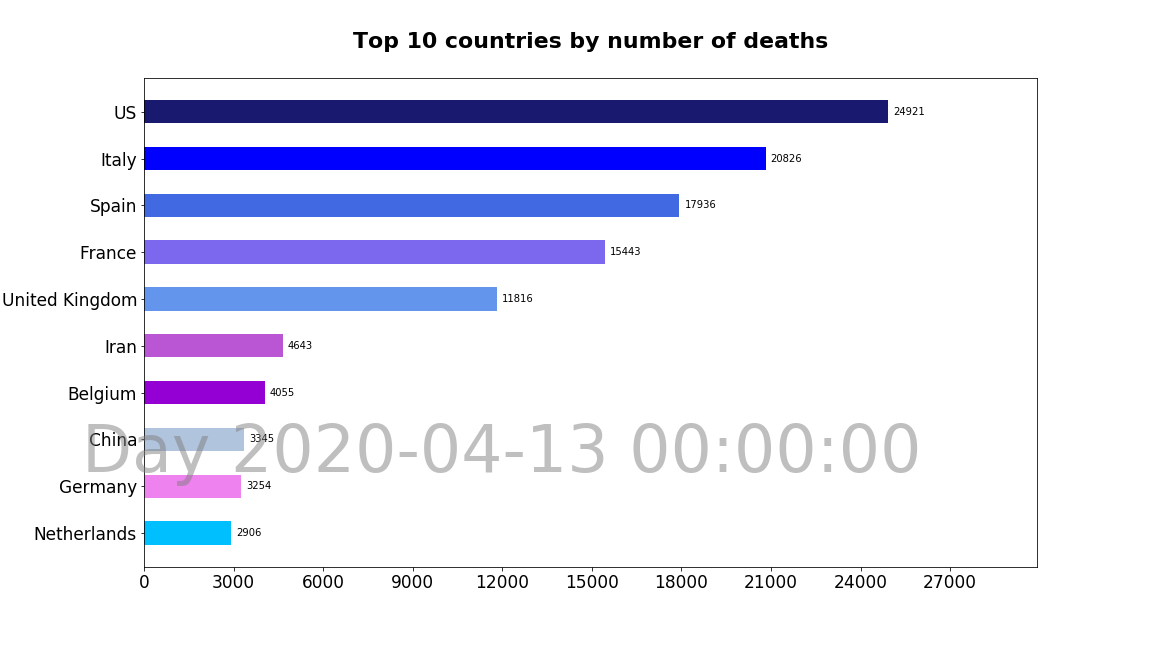 Top 10 countries by number of deaths
US 24921
Italy 20826
Spain 17936
France 15443
United Kingdom 11816
Iran 4643
Belgium 4055
China 3345
Day 2020-04-13 00:00:00
Germany 3254
Netherlands 2906
0 3000 6000 9000 12000 15000 18000 21000 24000 27000